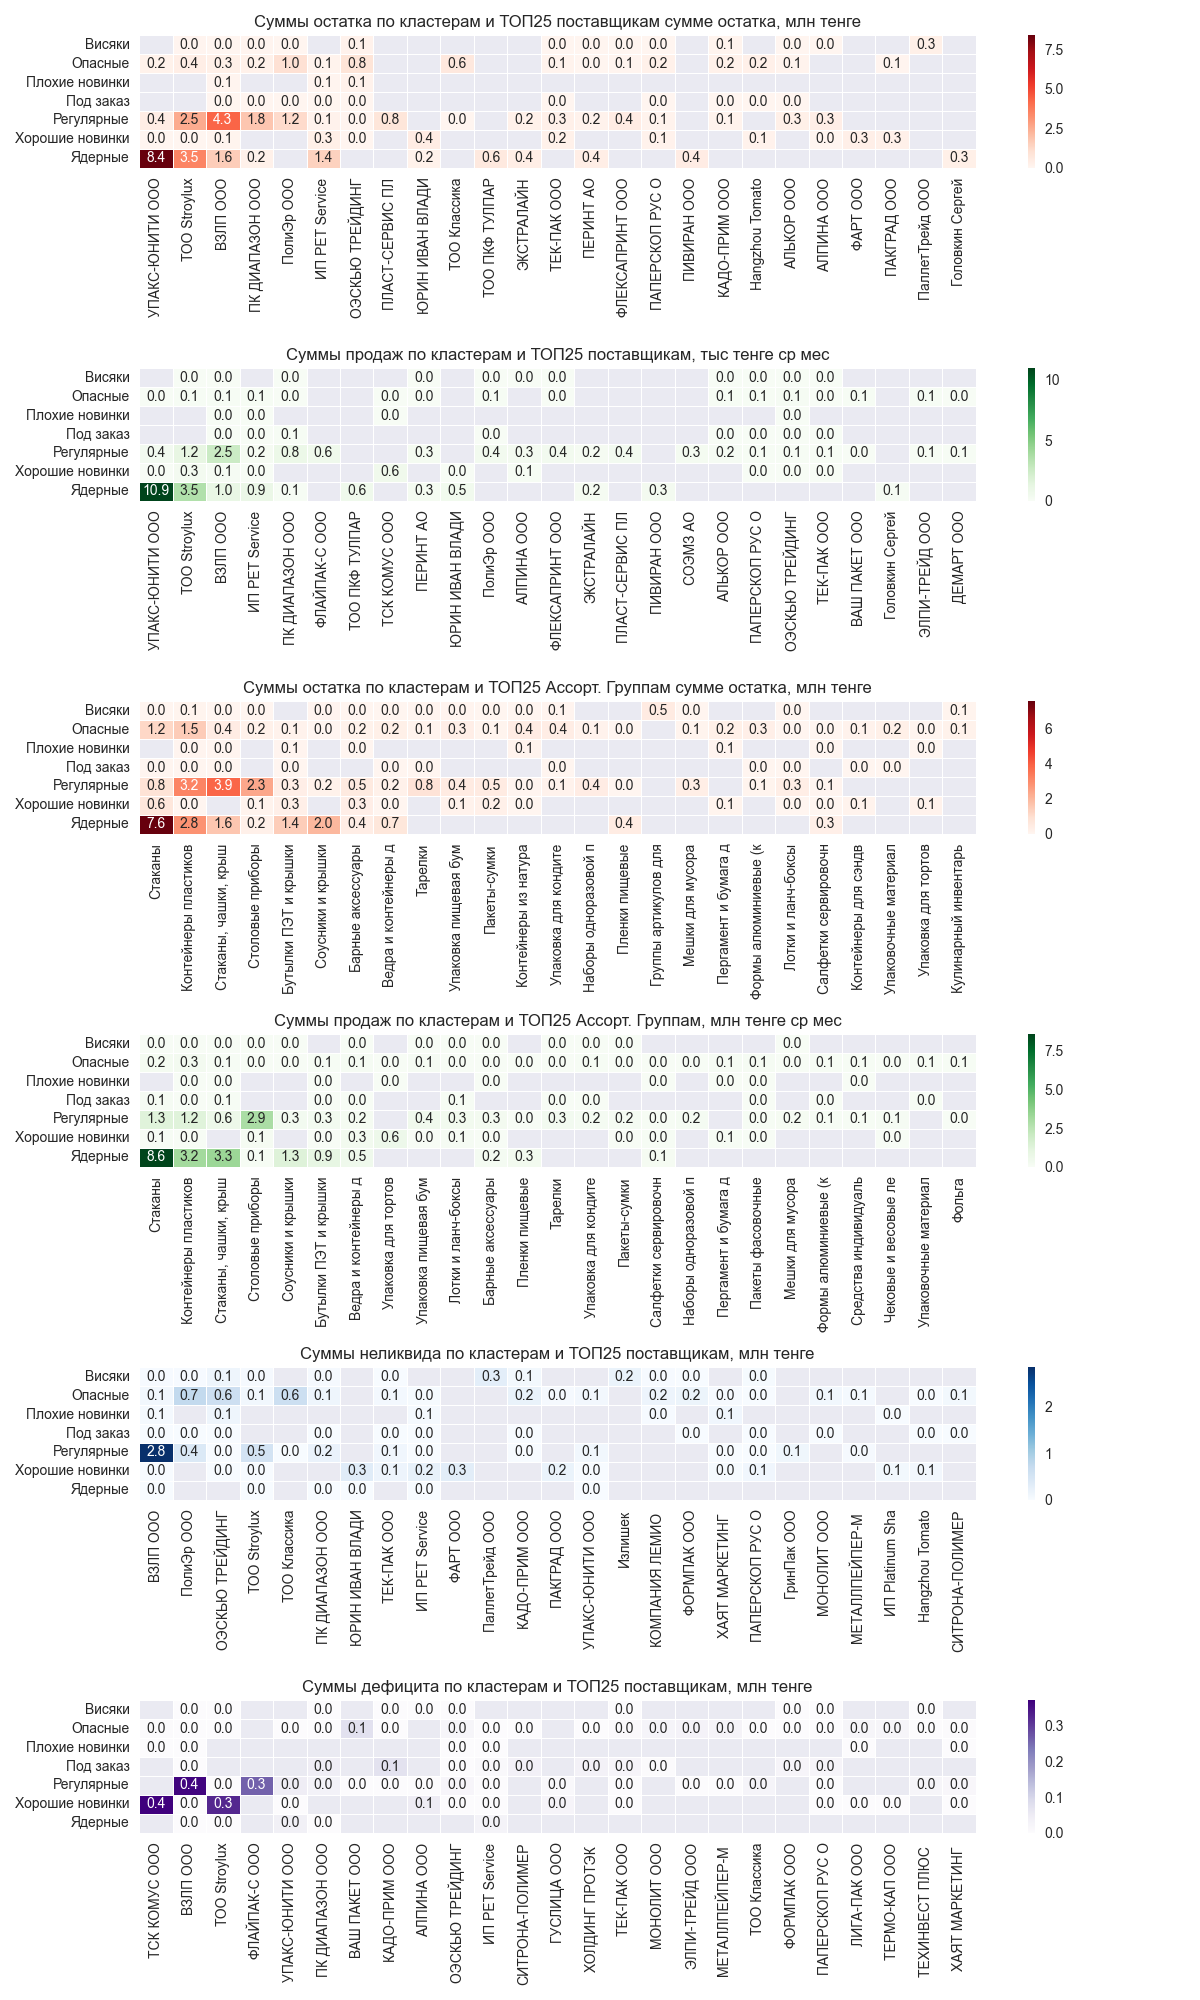 Суммы остатка по кластерам и ТОП25 поставщикам сумме остатка, млн тенге
Висяки 0.0 0.0 0.0 0.0 0.1 0.0 0.0 0.0 0.0 0.1 0.0 0.0 0.3
Опасные 0.2 0.4 0.3 0.2 1.0 0.1 0.8 0.6 0.1 0.0 0.1 0.2 0.2 0.2 0.1 0.1
Плохие новинки 0.1 0.1 0.1
Под заказ 0.0 0.0 0.0 0.0 0.0 0.0 0.0 0.0 0.0 0.0
Регулярные 0.4 2.5 4.3 1.8 1.2 0.1 0.0 0.8 0.0 0.2 0.3 0.2 0.4 0.1 0.1 0.3 0.3
Хорошие новинки 0.0 0.0 0.1 0.3 0.0 0.4 0.2 0.1 0.1 0.0 0.3 0.3
Ядерные 8.4 3.5 1.6 0.2 1.4 0.2 0.6 0.4 0.4 0.4 0.3
7.5
5.0
2.5
0.0
УПАКС-ЮНИТИ ООО
ТОО Stroylux
ВЗЛП ООО
ПК ДИАПАЗОН ООО
ПолиЭр ООО
ИП PET Service
ОЭСКЬЮ ТРЕЙДИНГ
ПЛАСТ-СЕРВИС ПЛ
ЮРИН ИВАН ВЛАДИ
ТОО Классика
ТОО ПКФ ТУЛПАР
ЭКСТРАЛАЙН
ТЕК-ПАК ООО
ПЕРИНТ АО
ФЛЕКСАПРИНТ ООО
ПАПЕРСКОП РУС О
ПИВИРАН ООО
КАДО-ПРИМ ООО
Hangzhou Tomato
АЛЬКОР ООО
АЛПИНА ООО
ФАРТ ООО
ПАКГРАД ООО
ПаллетТрейд ООО
Головкин Сергей
Суммы продаж по кластерам и ТОП25 поставщикам, тыс тенге ср мес
Висяки 0.0 0.0 0.0 0.0 0.0 0.0 0.0 0.0 0.0 0.0 0.0
Опасные 0.0 0.1 0.1 0.1 0.0 0.0 0.0 0.1 0.0 0.1 0.1 0.1 0.0 0.1 0.1 0.0
Плохие новинки 0.0 0.0 0.0 0.0
Под заказ 0.0 0.0 0.1 0.0 0.0 0.0 0.0 0.0
Регулярные 0.4 1.2 2.5 0.2 0.8 0.6 0.3 0.4 0.3 0.4 0.2 0.4 0.3 0.2 0.1 0.1 0.1 0.0 0.1 0.1
Хорошие новинки 0.0 0.3 0.1 0.0 0.6 0.0 0.1 0.0 0.0 0.0
Ядерные 10.9 3.5 1.0 0.9 0.1 0.6 0.3 0.5 0.2 0.3 0.1
10
5
0
УПАКС-ЮНИТИ ООО
ТОО Stroylux
ВЗЛП ООО
ИП PET Service
ПК ДИАПАЗОН ООО
ФЛАЙПАК-С ООО
ТОО ПКФ ТУЛПАР
ТСК КОМУС ООО
ПЕРИНТ АО
ЮРИН ИВАН ВЛАДИ
ПолиЭр ООО
АЛПИНА ООО
ФЛЕКСАПРИНТ ООО
ЭКСТРАЛАЙН
ПЛАСТ-СЕРВИС ПЛ
ПИВИРАН ООО
СОЭМЗ АО
АЛЬКОР ООО
ПАПЕРСКОП РУС О
ОЭСКЬЮ ТРЕЙДИНГ
ТЕК-ПАК ООО
ВАШ ПАКЕТ ООО
Головкин Сергей
ЭЛПИ-ТРЕЙД ООО
ДЕМАРТ ООО
Суммы остатка по кластерам и ТОП25 Ассорт. Группам сумме остатка, млн тенге
Висяки 0.0 0.1 0.0 0.0 0.0 0.0 0.0 0.0 0.0 0.0 0.0 0.1 0.5 0.0 0.0 0.1
Опасные 1.2 1.5 0.4 0.2 0.1 0.0 0.2 0.2 0.1 0.3 0.1 0.4 0.4 0.1 0.0 0.1 0.2 0.3 0.0 0.0 0.1 0.2 0.0 0.1
Плохие новинки 0.0 0.0 0.1 0.0 0.1 0.1 0.0 0.0
Под заказ 0.0 0.0 0.0 0.0 0.0 0.0 0.0 0.0 0.0 0.0 0.0
Регулярные 0.8 3.2 3.9 2.3 0.3 0.2 0.5 0.2 0.8 0.4 0.5 0.0 0.1 0.4 0.0 0.3 0.1 0.3 0.1
Хорошие новинки 0.6 0.0 0.1 0.3 0.3 0.0 0.1 0.2 0.0 0.1 0.0 0.0 0.1 0.1
Ядерные 7.6 2.8 1.6 0.2 1.4 2.0 0.4 0.7 0.4 0.3
6
4
2
0
Стаканы
Контейнеры пластиков
Стаканы, чашки, крыш
Столовые приборы
Бутылки ПЭТ и крышки
Соусники и крышки
Барные аксессуары
Ведра и контейнеры д
Тарелки
Упаковка пищевая бум
Пакеты-сумки
Контейнеры из натура
Упаковка для кондите
Наборы одноразовой п
Пленки пищевые
Группы артикулов для
Мешки для мусора
Пергамент и бумага д
Формы алюминиевые (к
Лотки и ланч-боксы
Салфетки сервировочн
Контейнеры для сэндв
Упаковочные материал
Упаковка для тортов
Кулинарный инвентарь
Суммы продаж по кластерам и ТОП25 Ассорт. Группам, млн тенге ср мес
Висяки 0.0 0.0 0.0 0.0 0.0 0.0 0.0 0.0 0.0 0.0 0.0 0.0 0.0 0.0
Опасные 0.2 0.3 0.1 0.0 0.0 0.1 0.1 0.0 0.1 0.0 0.0 0.0 0.0 0.1 0.0 0.0 0.0 0.1 0.1 0.0 0.1 0.1 0.0 0.1 0.1
Плохие новинки 0.0 0.0 0.0 0.0 0.0 0.0 0.0 0.0 0.0
Под заказ 0.1 0.0 0.1 0.0 0.0 0.1 0.0 0.0 0.0 0.0 0.0
Регулярные 1.3 1.2 0.6 2.9 0.3 0.3 0.2 0.4 0.3 0.3 0.0 0.3 0.2 0.2 0.0 0.2 0.0 0.2 0.1 0.1 0.1 0.0
Хорошие новинки 0.1 0.0 0.1 0.0 0.3 0.6 0.0 0.1 0.0 0.0 0.0 0.1 0.0 0.0
Ядерные 8.6 3.2 3.3 0.1 1.3 0.9 0.5 0.2 0.3 0.1
7.5
5.0
2.5
0.0
Стаканы
Контейнеры пластиков
Стаканы, чашки, крыш
Столовые приборы
Соусники и крышки
Бутылки ПЭТ и крышки
Ведра и контейнеры д
Упаковка для тортов
Упаковка пищевая бум
Лотки и ланч-боксы
Барные аксессуары
Пленки пищевые
Тарелки
Упаковка для кондите
Пакеты-сумки
Салфетки сервировочн
Наборы одноразовой п
Пергамент и бумага д
Пакеты фасовочные
Мешки для мусора
Формы алюминиевые (к
Средства индивидуаль
Чековые и весовые ле
Упаковочные материал
Фольга
Суммы неликвида по кластерам и ТОП25 поставщикам, млн тенге
Висяки 0.0 0.0 0.1 0.0 0.0 0.0 0.3 0.1 0.2 0.0 0.0 0.0
Опасные 0.1 0.7 0.6 0.1 0.6 0.1 0.1 0.0 0.2 0.0 0.1 0.2 0.2 0.0 0.0 0.1 0.1 0.0 0.1
Плохие новинки 0.1 0.1 0.1 0.0 0.1 0.0
Под заказ 0.0 0.0 0.0 0.0 0.0 0.0 0.0 0.0 0.0 0.0 0.0 0.0 0.0
Регулярные 2.8 0.4 0.0 0.5 0.0 0.2 0.1 0.0 0.0 0.1 0.0 0.0 0.1 0.0
Хорошие новинки 0.0 0.0 0.0 0.3 0.1 0.2 0.3 0.2 0.0 0.0 0.1 0.1 0.1
Ядерные 0.0 0.0 0.0 0.0 0.0 0.0 0.0
2
1
0
ВЗЛП ООО
ПолиЭр ООО
ОЭСКЬЮ ТРЕЙДИНГ
ТОО Stroylux
ТОО Классика
ПК ДИАПАЗОН ООО
ЮРИН ИВАН ВЛАДИ
ТЕК-ПАК ООО
ИП PET Service
ФАРТ ООО
ПаллетТрейд ООО
КАДО-ПРИМ ООО
ПАКГРАД ООО
УПАКС-ЮНИТИ ООО
Излишек
КОМПАНИЯ ЛЕМИО
ФОРМПАК ООО
ХАЯТ МАРКЕТИНГ
ПАПЕРСКОП РУС О
ГринПак ООО
МОНОЛИТ ООО
МЕТАЛЛПЕЙПЕР-М
ИП Platinum Sha
Hangzhou Tomato
СИТРОНА-ПОЛИМЕР
Суммы дефицита по кластерам и ТОП25 поставщикам, млн тенге
Висяки 0.0 0.0 0.0 0.0 0.0 0.0 0.0 0.0 0.0 0.0
Опасные 0.0 0.0 0.0 0.0 0.0 0.1 0.0 0.0 0.0 0.0 0.0 0.0 0.0 0.0 0.0 0.0 0.0 0.0 0.0 0.0 0.0 0.0
Плохие новинки 0.0 0.0 0.0 0.0 0.0 0.0
Под заказ 0.0 0.0 0.1 0.0 0.0 0.0 0.0 0.0 0.0 0.0 0.0
Регулярные 0.4 0.0 0.3 0.0 0.0 0.0 0.0 0.0 0.0 0.0 0.0 0.0 0.0 0.0 0.0 0.0 0.0 0.0
Хорошие новинки 0.4 0.0 0.3 0.0 0.1 0.0 0.0 0.0 0.0 0.0 0.0 0.0 0.0
Ядерные 0.0 0.0 0.0 0.0 0.0
0.3
0.2
0.1
0.0
ТСК КОМУС ООО
ВЗЛП ООО
ТОО Stroylux
ФЛАЙПАК-С ООО
УПАКС-ЮНИТИ ООО
ПК ДИАПАЗОН ООО
ВАШ ПАКЕТ ООО
КАДО-ПРИМ ООО
АЛПИНА ООО
ОЭСКЬЮ ТРЕЙДИНГ
ИП PET Service
СИТРОНА-ПОЛИМЕР
ГУСЛИЦА ООО
ХОЛДИНГ ПРОТЭК
ТЕК-ПАК ООО
МОНОЛИТ ООО
ЭЛПИ-ТРЕЙД ООО
МЕТАЛЛПЕЙПЕР-М
ТОО Классика
ФОРМПАК ООО
ПАПЕРСКОП РУС О
ЛИГА-ПАК ООО
ТЕРМО-КАП ООО
ТЕХИНВЕСТ ПЛЮС
ХАЯТ МАРКЕТИНГ